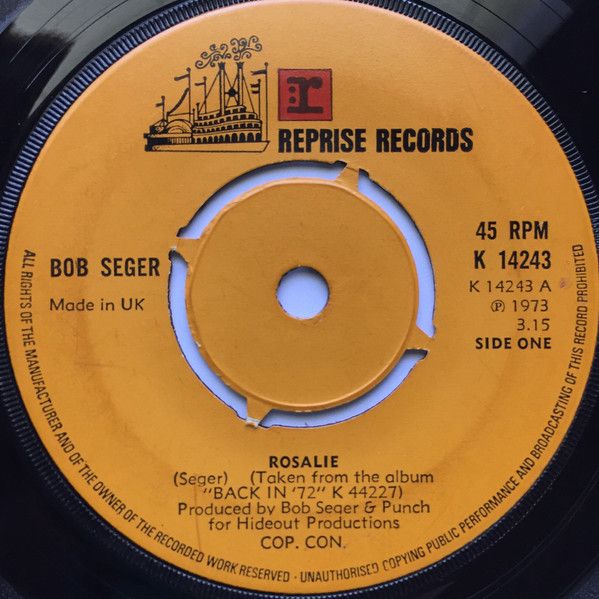 r
REPRISE RECORDS
BOB SEGER
Made in UK
45 RPM
K 14243
K 14243 A
Ⓟ 1973
3.15
SIDE ONE
ROSALIE
(Seger) (Taken from the album
"BACK IN '72" K 44227)
Produced by Bob Seger & Punch
for Hideout Productions
COP. CON.
ALL RIGHTS OF THE MANUFACTURER AND OF THE OWNER OF THE RECORDED WORK RESERVED · UNAUTHORISED COPYING PUBLIC PERFORMANCE AND BROADCASTING OF THIS RECORD PROHIBITED